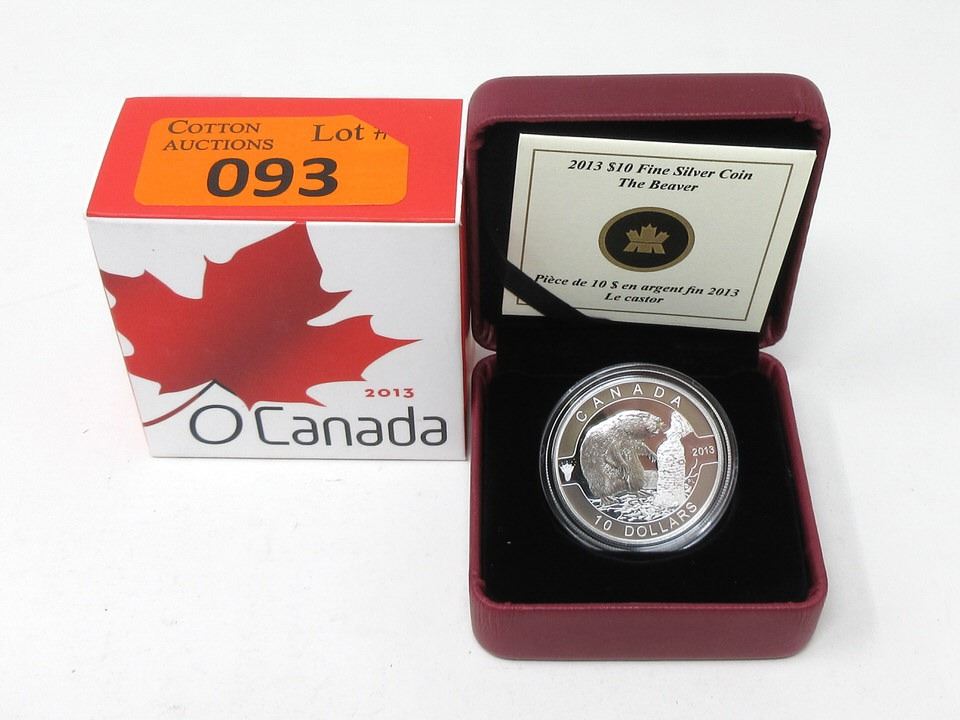 COTTON
AUCTIONS
Lot #
093
2013
O Canada
2013 $10 Fine Silver Coin
The Beaver
Pièce de 10 $ en argent fin 2013
Le castor
CANADA
2013
10 DOLLARS